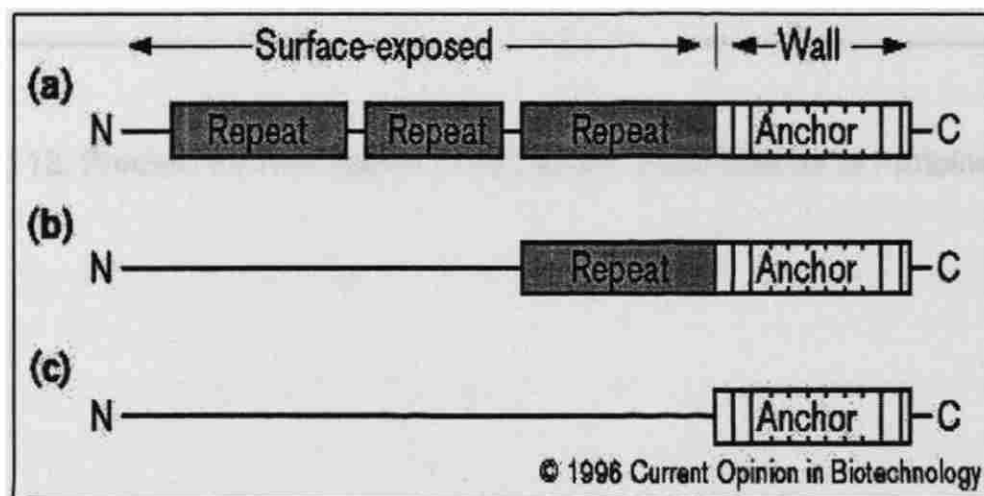 Surface-exposed Wall
(a)
N Repeat Repeat Repeat Anchor C
(b)
N Repeat Anchor C
(c)
N Anchor C
© 1996 Current Opinion in Biotechnology